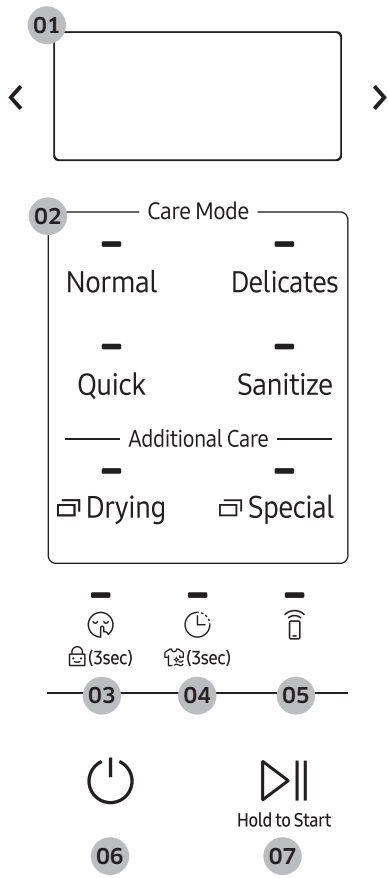 01
02
Care Mode
Normal Delicates
Quick Sanitize
Additional Care
Drying Special
(3sec) (3sec)
03 04 05
Hold to Start
06 07